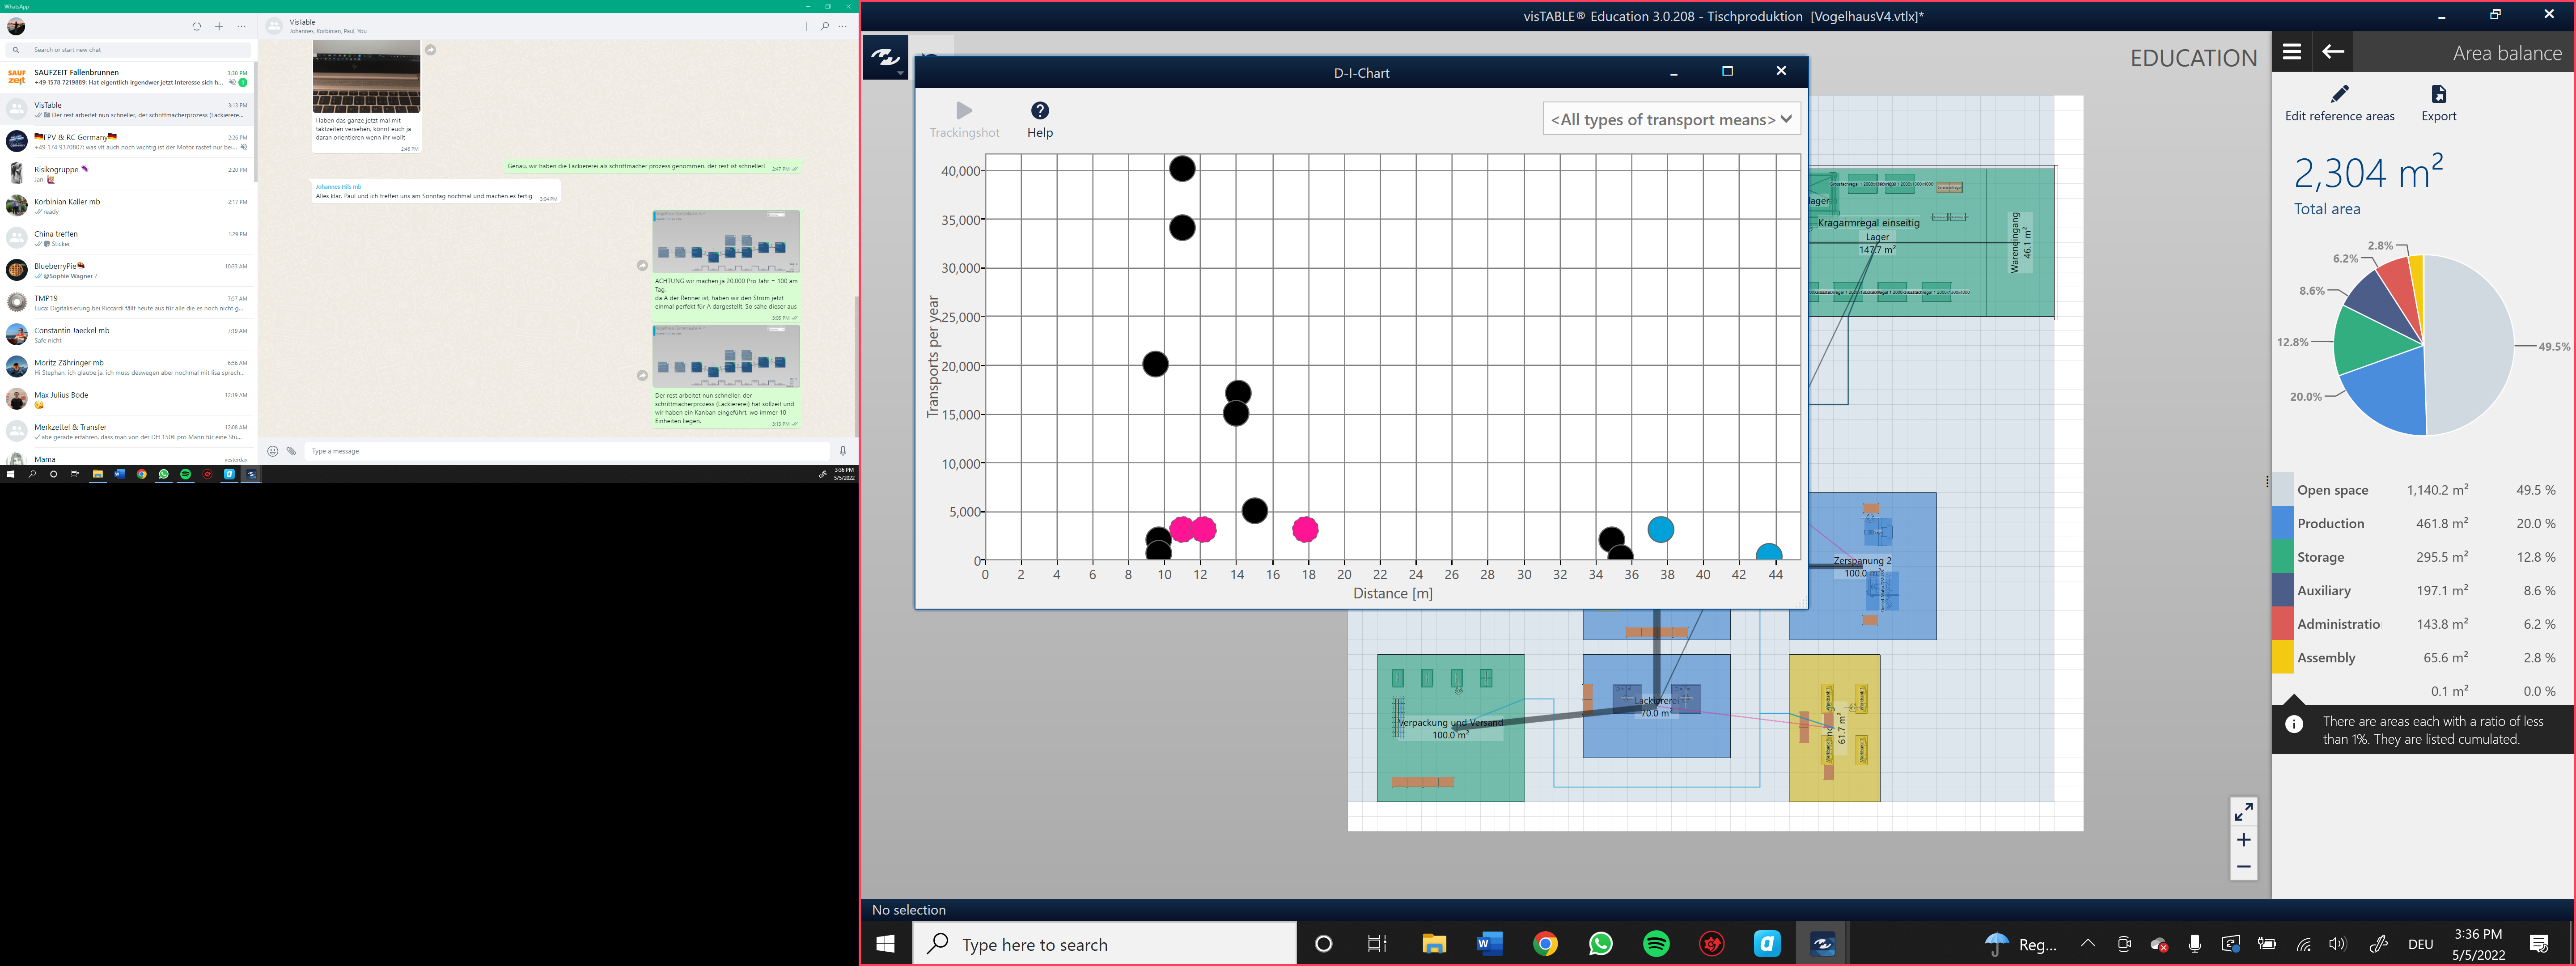 WhatsApp
Search or start new chat
SAUFZEIT Fallenbrunnen
3:30 PM
+49 1578 7219889: Hat eigentlich irgendwer jetzt Interesse sich h...
1
VisTable
3:13 PM
Der rest arbeitet nun schneller, der schrittmacherprozess (Lackierere...
FPV & RC Germany
2:26 PM
+49 174 9370807: was vlt auch noch wichtig ist der Motor rastet nur bei...
Risikogruppe
2:20 PM
Jan:
Korbinian Kaller mb
2:17 PM
ready
China treffen
1:29 PM
Sticker
BlueberryPie
10:33 AM
@Sophie Wagner ?
TMP19
7:57 AM
Luca: Digitalisierung bei Riccardi fällt heute aus für alle die es noch nicht g...
Constantin Jaeckel mb
7:19 AM
Safe nicht
Moritz Zähringer mb
6:56 AM
Hi Stephan, ich glaube ja, ich muss deswegen aber nochmal mit lisa sprech...
Max Julius Bode
12:19 AM
Merkzettel & Transfer
12:08 AM
abe gerade erfahren, dass man von der DH 150€ pro Mann für eine Stu...
Mama
yesterday
VisTable
Johannes, Korbinian, Paul, You
Haben das ganze jetzt mal mit
taktzeiten versehen, könnt euch ja
daran orientieren wenn ihr wollt
2:46 PM
Genau, wir haben die Lackiererei als schrittmacher prozess genommen, der rest ist schneller!
2:47 PM
Johannes Hils mb
Alles klar, Paul und ich treffen uns am Sonntag nochmal und machen es fertig
3:04 PM
ACHTUNG wir machen ja 20.000 Pro Jahr = 100 am
Tag.
da A der Renner ist, haben wir den Strom jetzt
einmal perfekt für A dargestellt. So sähe dieser aus
3:05 PM
Der rest arbeitet nun schneller, der
schrittmacherprozess (Lackiererei) hat sollzeit und
wir haben ein Kanban eingeführt, wo immer 10
Einheiten liegen.
3:13 PM
Type a message
3:36 PM
5/5/2022
visTABLE® Education 3.0.208 - Tischproduktion [VogelhausV4.vtlx]*
EDUCATION
D-I-Chart
Trackingshot
Help
<All types of transport means>
Transports per year
40,000
35,000
30,000
25,000
20,000
15,000
10,000
5,000
0
0 2 4 6 8 10 12 14 16 18 20 22 24 26 28 30 32 34 36 38 40 42 44
Distance [m]
lager
Kragarmregal einseitig
Lager
147.7 m²
Wareneingang
46.1 m²
Zerspanung 2
100.0 m²
Lackiererei
70.0 m²
Verpackung und Versand
100.0 m²
61.7 m²
Area balance
Edit reference areas
Export
2,304 m²
Total area
2.8%
6.2%
8.6%
12.8%
20.0%
49.5%
Open space 1,140.2 m² 49.5 %
Production 461.8 m² 20.0 %
Storage 295.5 m² 12.8 %
Auxiliary 197.1 m² 8.6 %
Administratio 143.8 m² 6.2 %
Assembly 65.6 m² 2.8 %
0.1 m² 0.0 %
There are areas each with a ratio of less
than 1%. They are listed cumulated.
No selection
Type here to search
Reg...
DEU
3:36 PM
5/5/2022